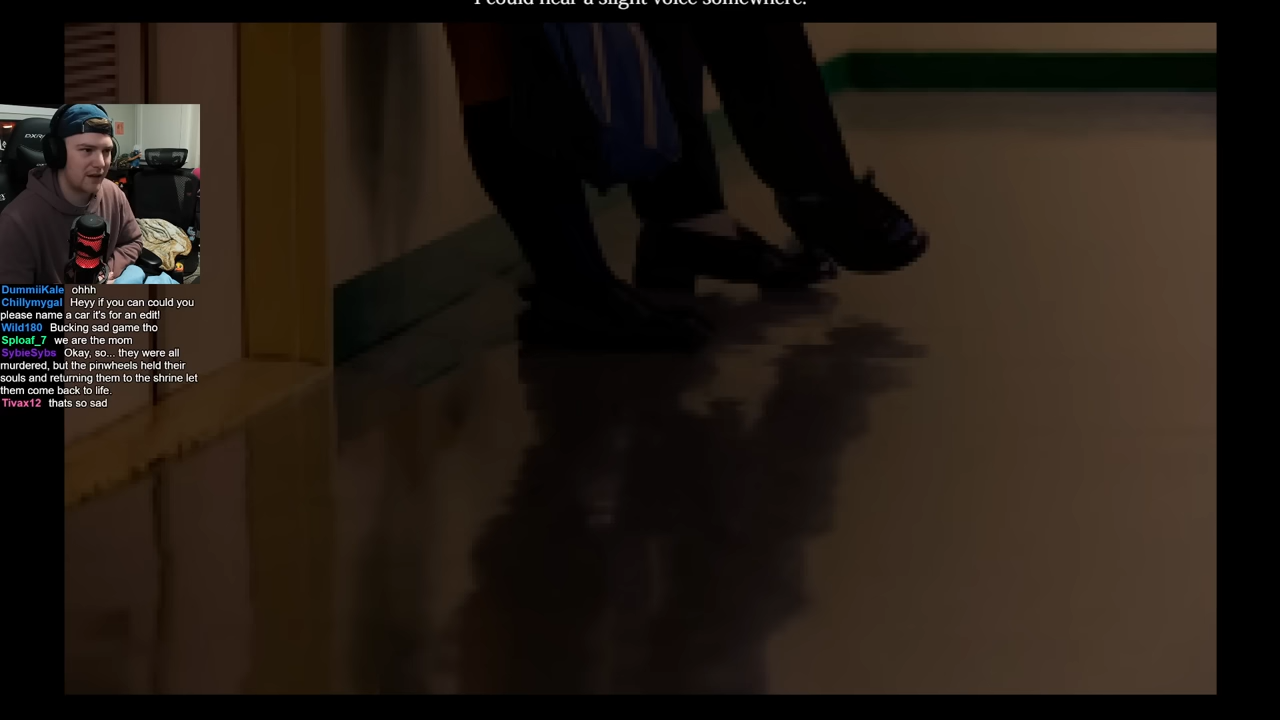 I could hear a slight voice somewhere.
DummiiKale ohhh
Chillymygal Heyy if you can could you
please name a car it's for an edit!
Wild180 Bucking sad game tho
Sploaf_7 we are the mom
SybieSybs Okay, so... they were all
murdered, but the pinwheels held their
souls and returning them to the shrine let
them come back to life.
Tivax12 thats so sad